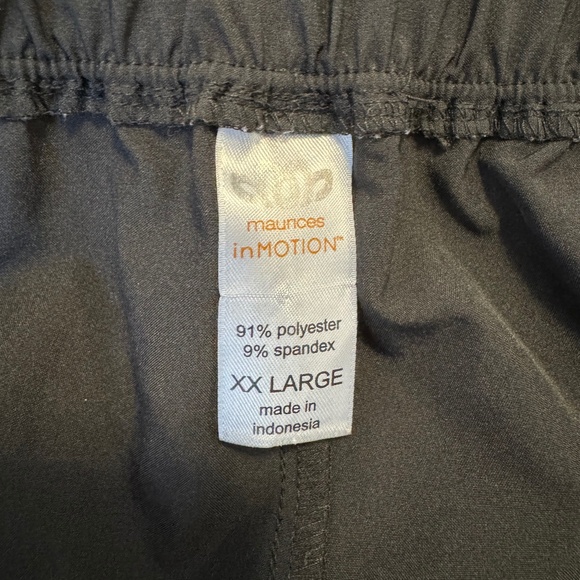 maurices
inMOTION™
91% polyester
9% spandex
XX LARGE
made in
indonesia